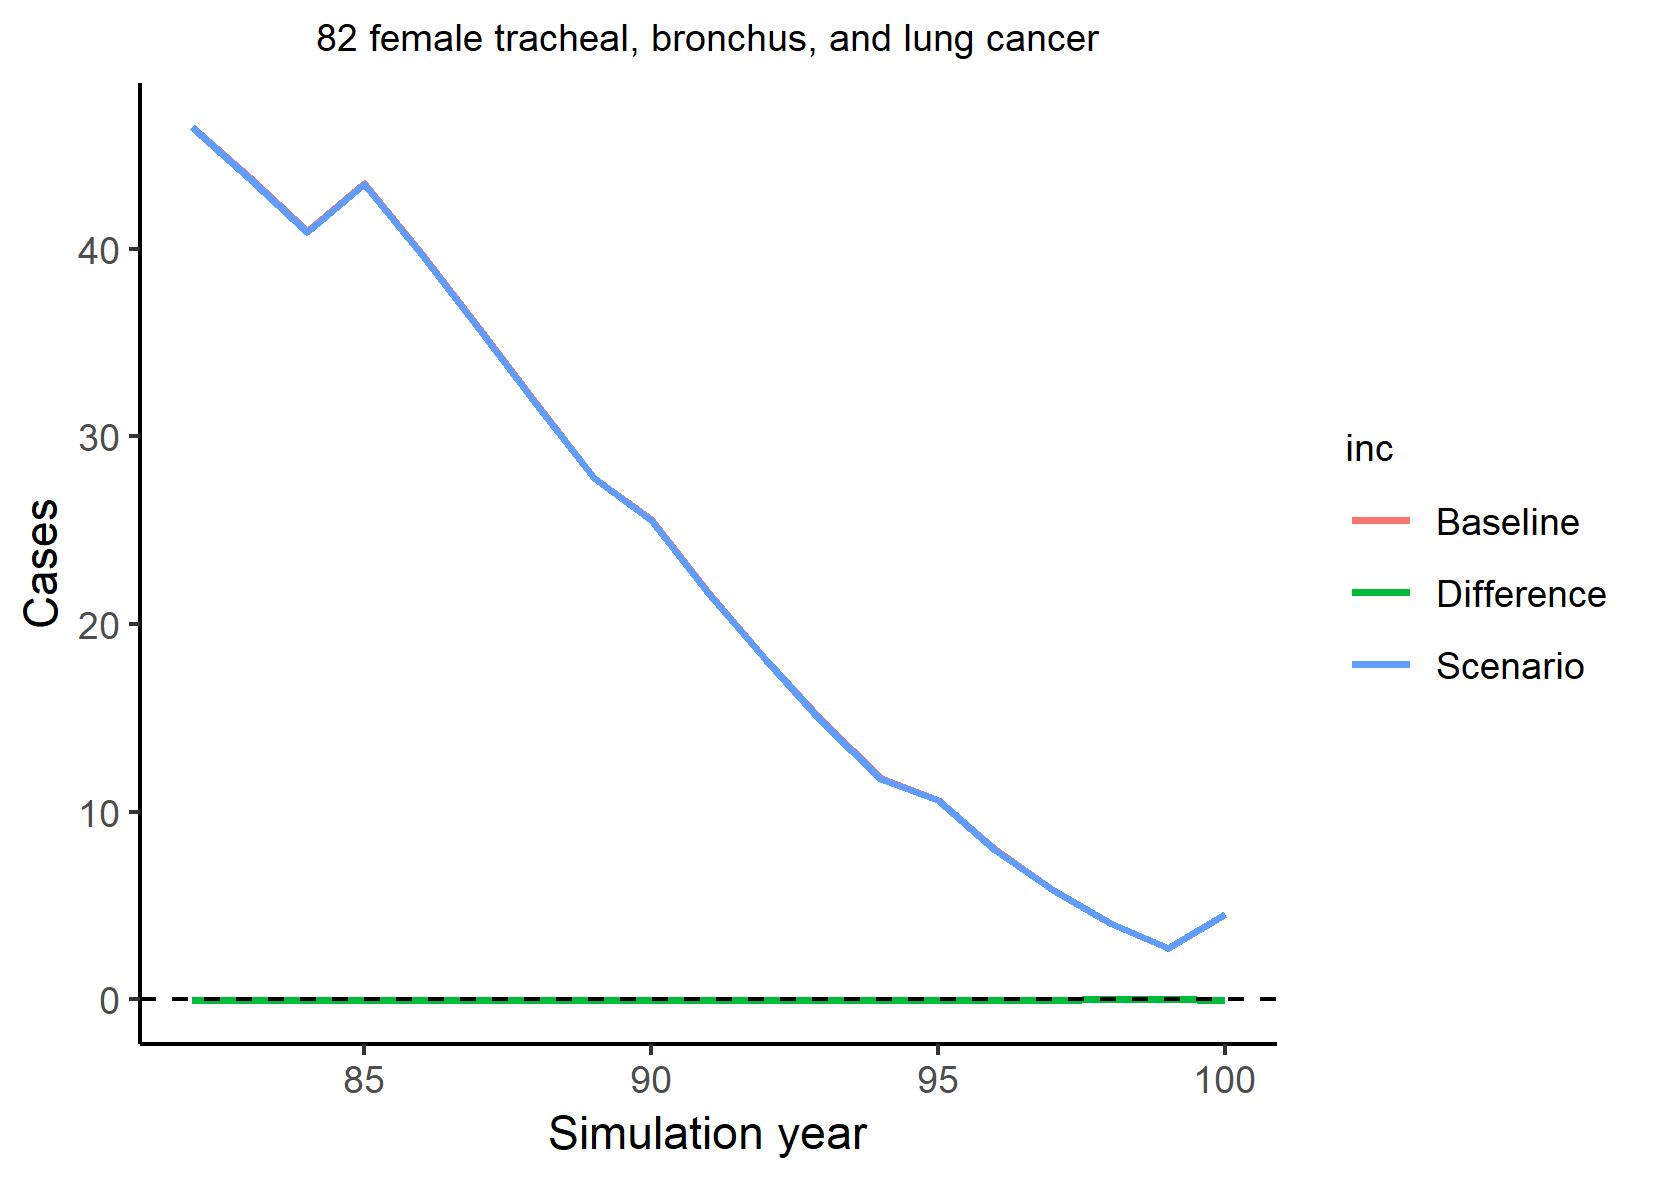 82 female tracheal, bronchus, and lung cancer
Cases
40
30
20
10
0
85
90
95
100
Simulation year
inc
Baseline
Difference
Scenario